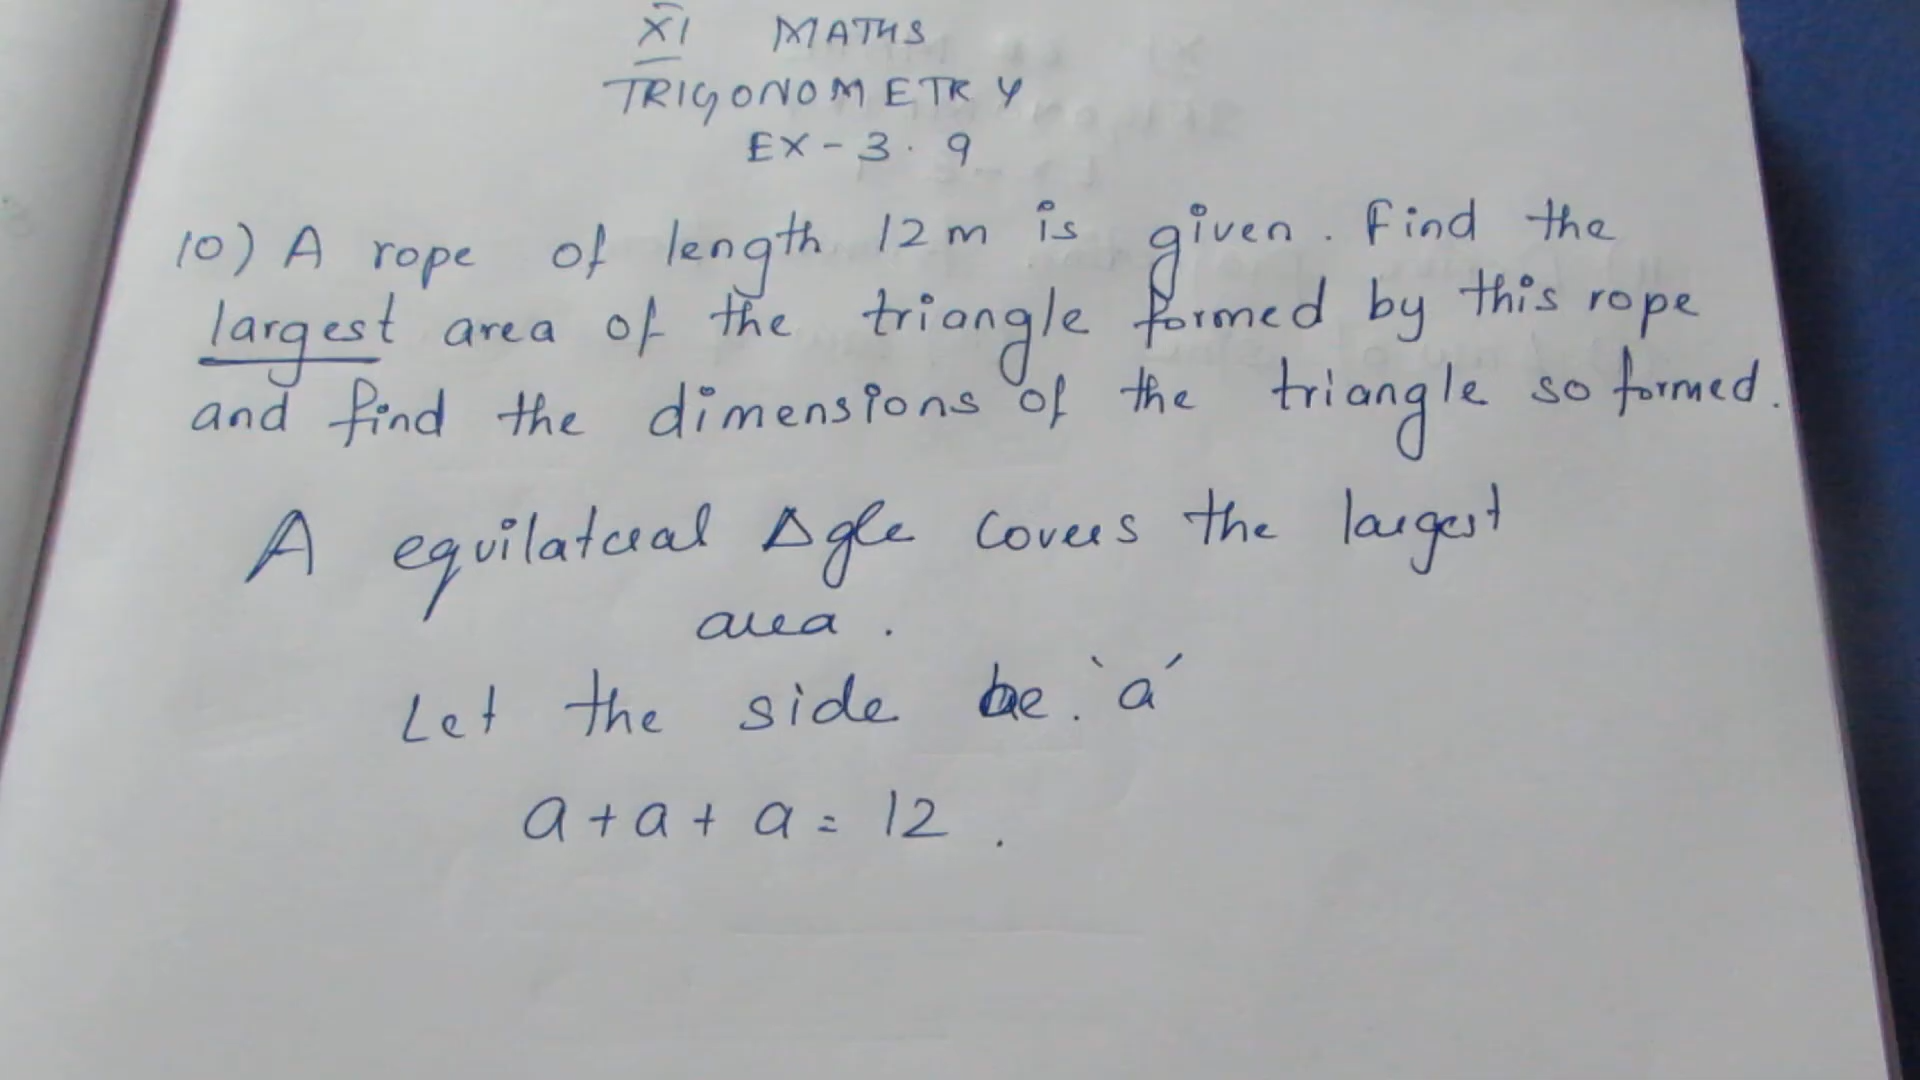 XI MATHS
TRIGONOMETRY
EX - 3.9
10) A rope of length 12m is given. Find the
largest area of the triangle formed by this rope
and find the dimensions of the triangle so formed.
A equilateral Δgle covers the largest
area.
Let the side be. 'a'
a + a + a = 12.